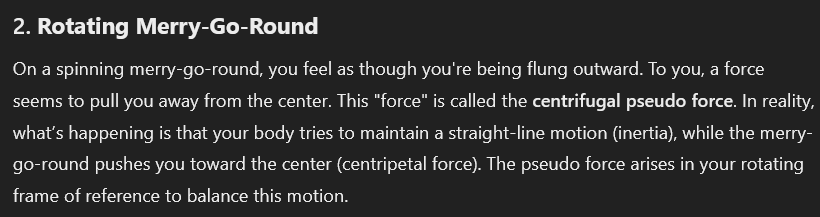 2. Rotating Merry-Go-Round
On a spinning merry-go-round, you feel as though you're being flung outward. To you, a force
seems to pull you away from the center. This "force" is called the centrifugal pseudo force. In reality,
what’s happening is that your body tries to maintain a straight-line motion (inertia), while the merry-
go-round pushes you toward the center (centripetal force). The pseudo force arises in your rotating
frame of reference to balance this motion.